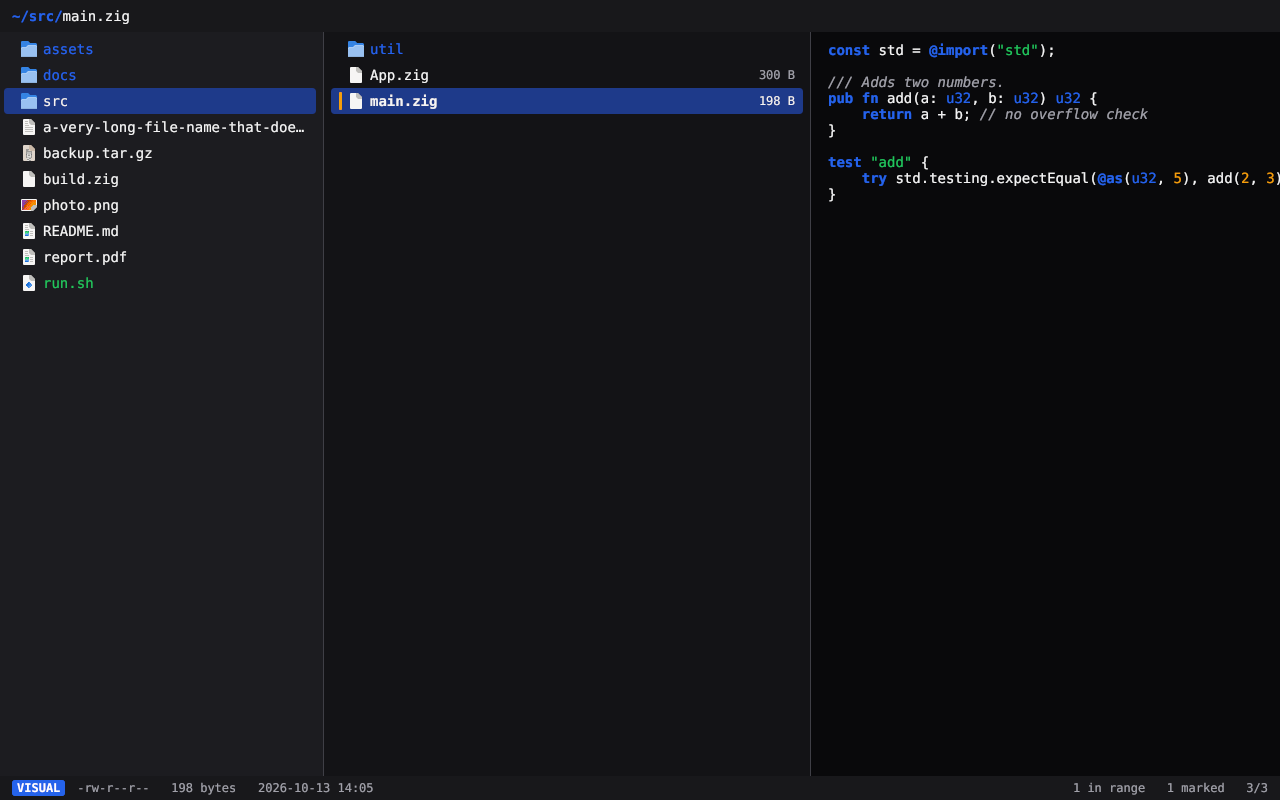 ~/src/main.zig
assets
docs
src
a-very-long-file-name-that-doe…
backup.tar.gz
build.zig
photo.png
README.md
report.pdf
run.sh
util
App.zig 300 B
main.zig 198 B
const std = @import("std");
/// Adds two numbers.
pub fn add(a: u32, b: u32) u32 {
    return a + b; // no overflow check
}
test "add" {
    try std.testing.expectEqual(@as(u32, 5), add(2, 3)
}
VISUAL -rw-r--r-- 198 bytes 2026-10-13 14:05 1 in range 1 marked 3/3